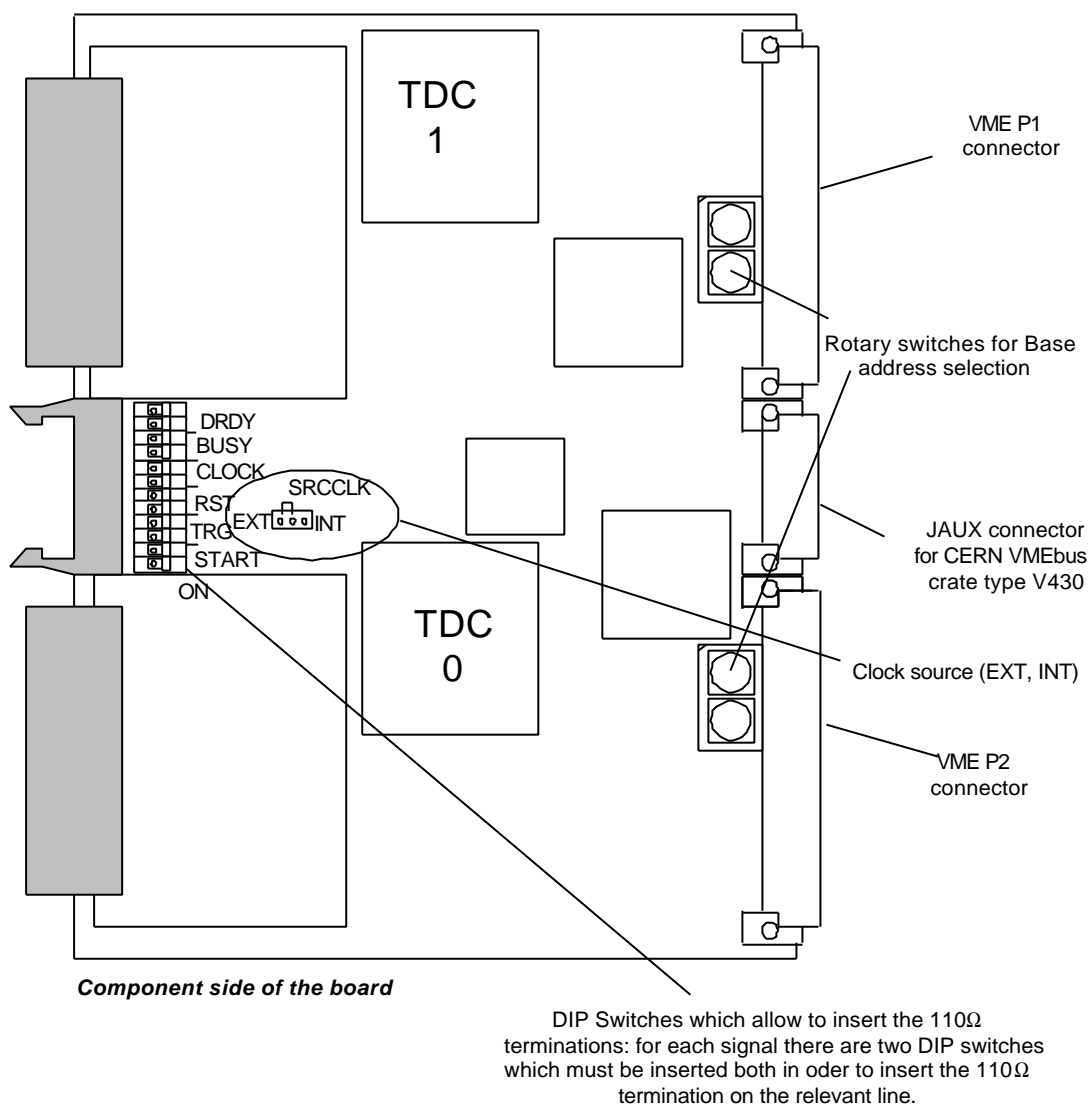 TDC
1
VME P1
connector
Rotary switches for Base
address selection
DRDY
BUSY
CLOCK
RST
TRG
START
ON
SRCCLK
EXT
INT
JAUX connector
for CERN VMEbus
crate type V430
TDC
0
Clock source (EXT, INT)
VME P2
connector
Component side of the board
DIP Switches which allow to insert the 110Ω
terminations: for each signal there are two DIP switches
which must be inserted both in oder to insert the 110Ω
termination on the relevant line.